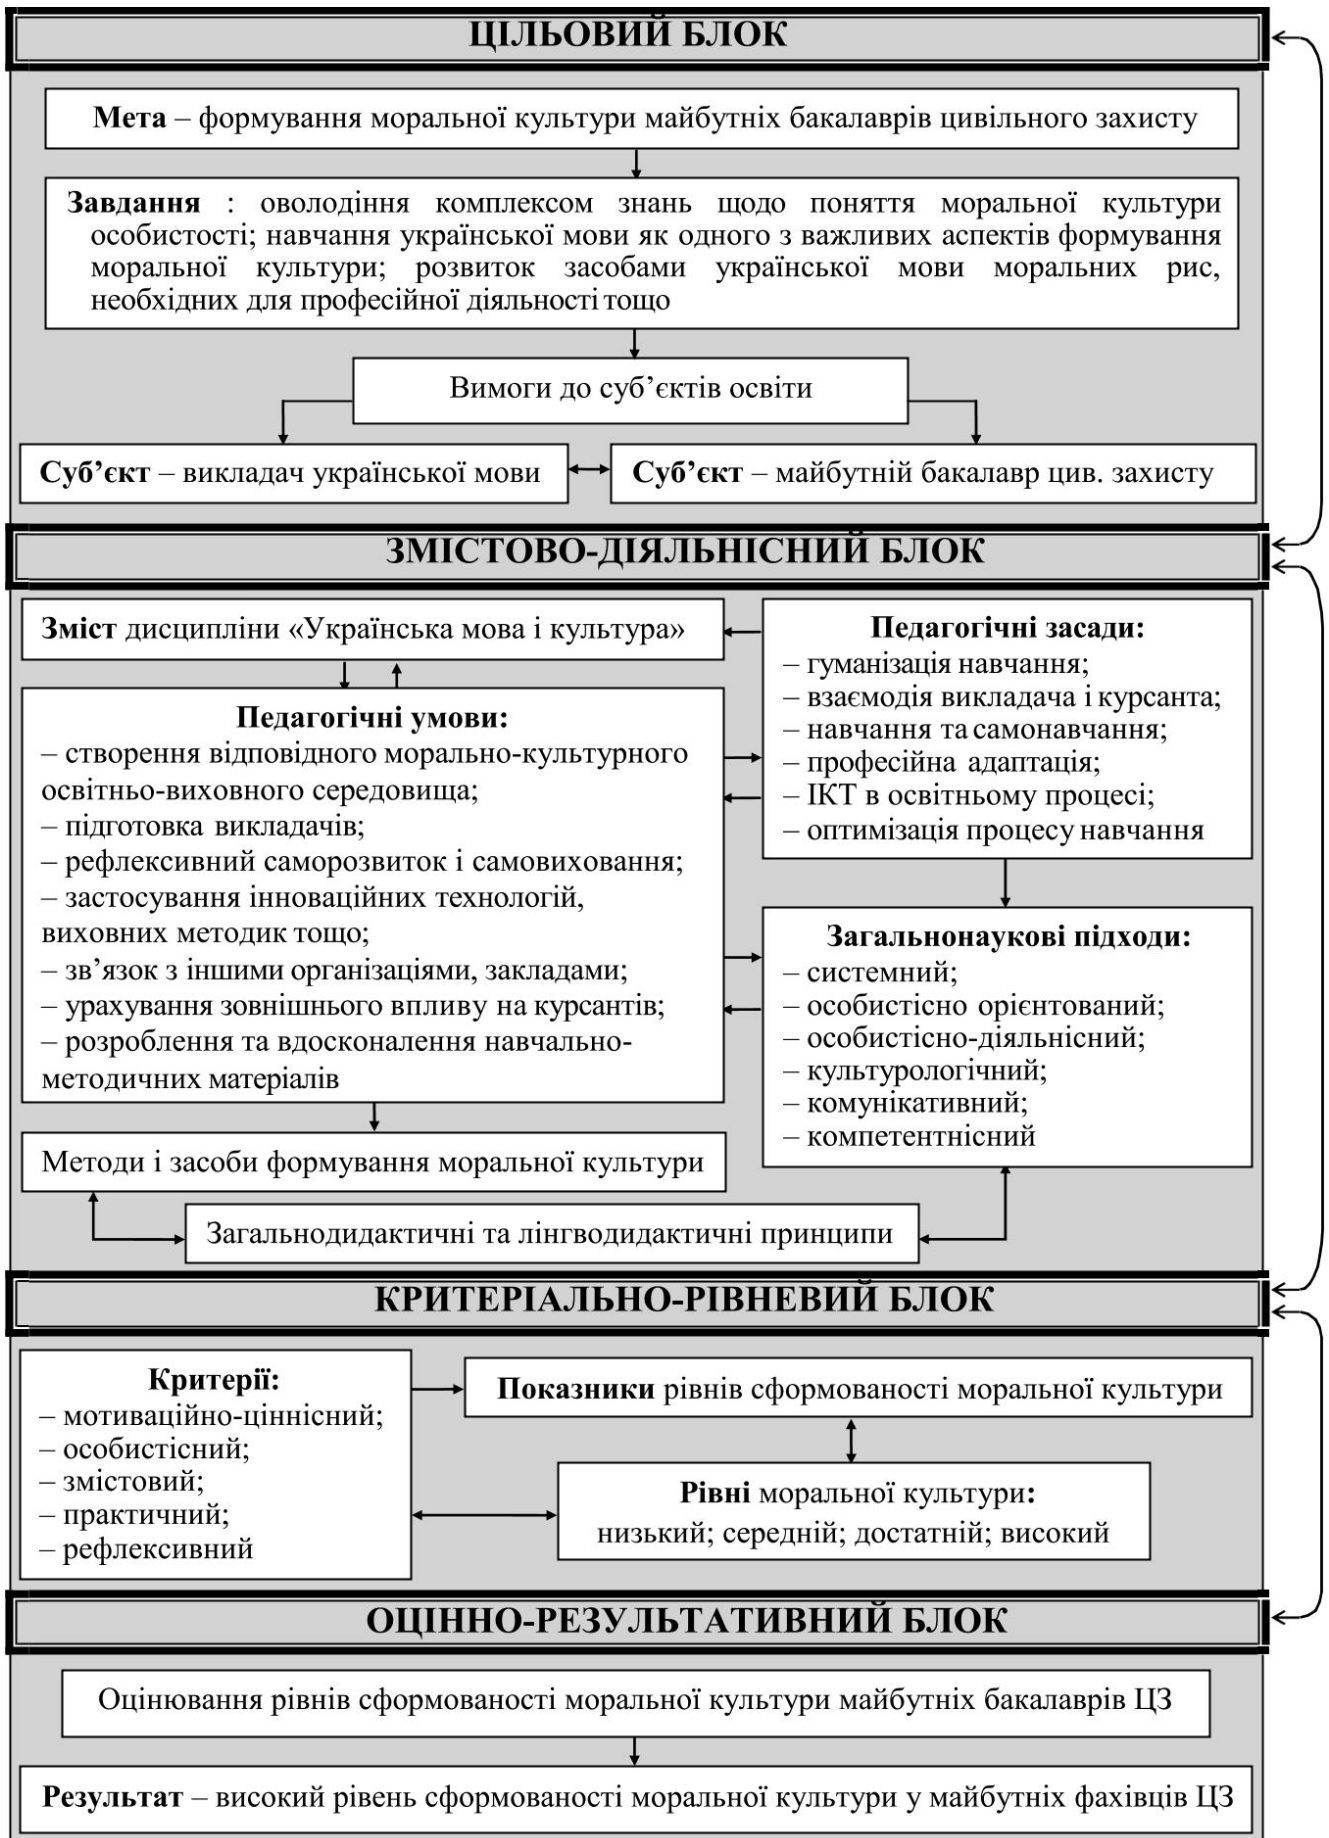 ЦІЛЬОВИЙ БЛОК
Мета – формування моральної культури майбутніх бакалаврів цивільного захисту
Завдання : оволодіння комплексом знань щодо поняття моральної культури
особистості; навчання української мови як одного з важливих аспектів формування
моральної культури; розвиток засобами української мови моральних рис,
необхідних для професійної діяльності тощо
Вимоги до суб’єктів освіти
Суб’єкт – викладач української мови
Суб’єкт – майбутній бакалавр цив. захисту
ЗМІСТОВО-ДІЯЛЬНІСНИЙ БЛОК
Зміст дисципліни «Українська мова і культура»
Педагогічні умови:
– створення відповідного морально-культурного
освітньо-виховного середовища;
– підготовка викладачів;
– рефлексивний саморозвиток і самовиховання;
– застосування інноваційних технологій,
виховних методик тощо;
– зв’язок з іншими організаціями, закладами;
– урахування зовнішнього впливу на курсантів;
– розроблення та вдосконалення навчально-
методичних матеріалів
Педагогічні засади:
– гуманізація навчання;
– взаємодія викладача і курсанта;
– навчання та самонавчання;
– професійна адаптація;
– ІКТ в освітньому процесі;
– оптимізація процесу навчання
Загальнонаукові підходи:
– системний;
– особистісно орієнтований;
– особистісно-діяльнісний;
– культурологічний;
– комунікативний;
– компетентнісний
Методи і засоби формування моральної культури
Загальнодидактичні та лінгводидактичні принципи
КРИТЕРІАЛЬНО-РІВНЕВИЙ БЛОК
Критерії:
– мотиваційно-ціннісний;
– особистісний;
– змістовий;
– практичний;
– рефлексивний
Показники рівнів сформованості моральної культури
Рівні моральної культури:
низький; середній; достатній; високий
ОЦІННО-РЕЗУЛЬТАТИВНИЙ БЛОК
Оцінювання рівнів сформованості моральної культури майбутніх бакалаврів ЦЗ
Результат – високий рівень сформованості моральної культури у майбутніх фахівців ЦЗ